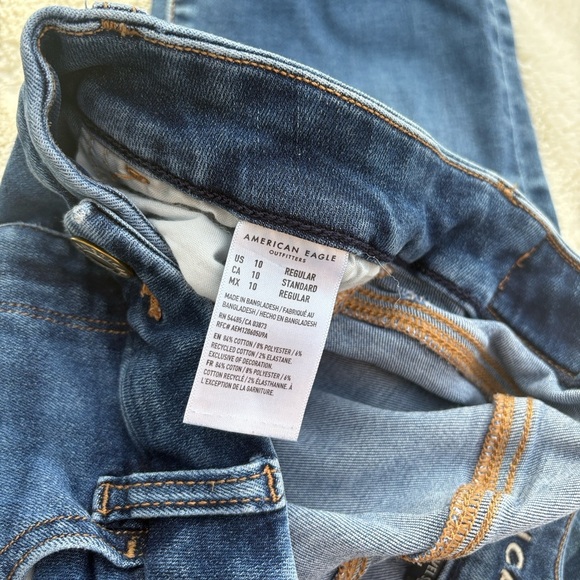 AMERICAN EAGLE
OUTFITTERS
US 10 REGULAR
CA 10 STANDARD
MX 10 REGULAR
MADE IN BANGLADESH / FABRIQUÉ AU
BANGLADESH / HECHO EN BANGLADESH
RN 54485/CA 03873
RFC# AEM120605U9A
EN 84% COTTON / 8% POLYESTER / 6%
RECYCLED COTTON / 2% ELASTANE.
EXCLUSIVE OF DECORATION.
FR 84% COTON / 8% POLYESTER / 6%
COTON RECYCLÉ / 2% ÉLASTHANNE. À
L'EXCEPTION DE LA GARNITURE.